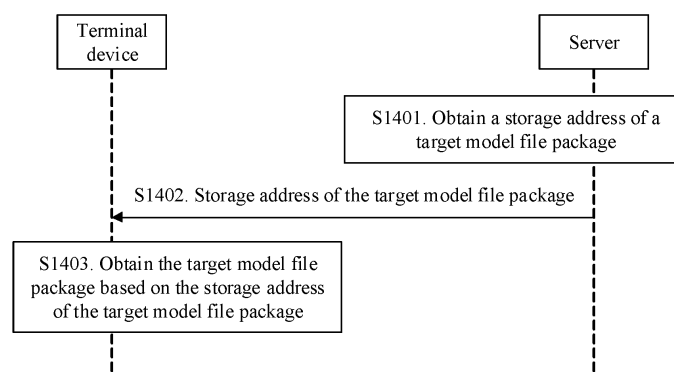 Terminal
device
Server
S1401. Obtain a storage address of a
target model file package
S1402. Storage address of the target model file package
S1403. Obtain the target model file
package based on the storage address
of the target model file package